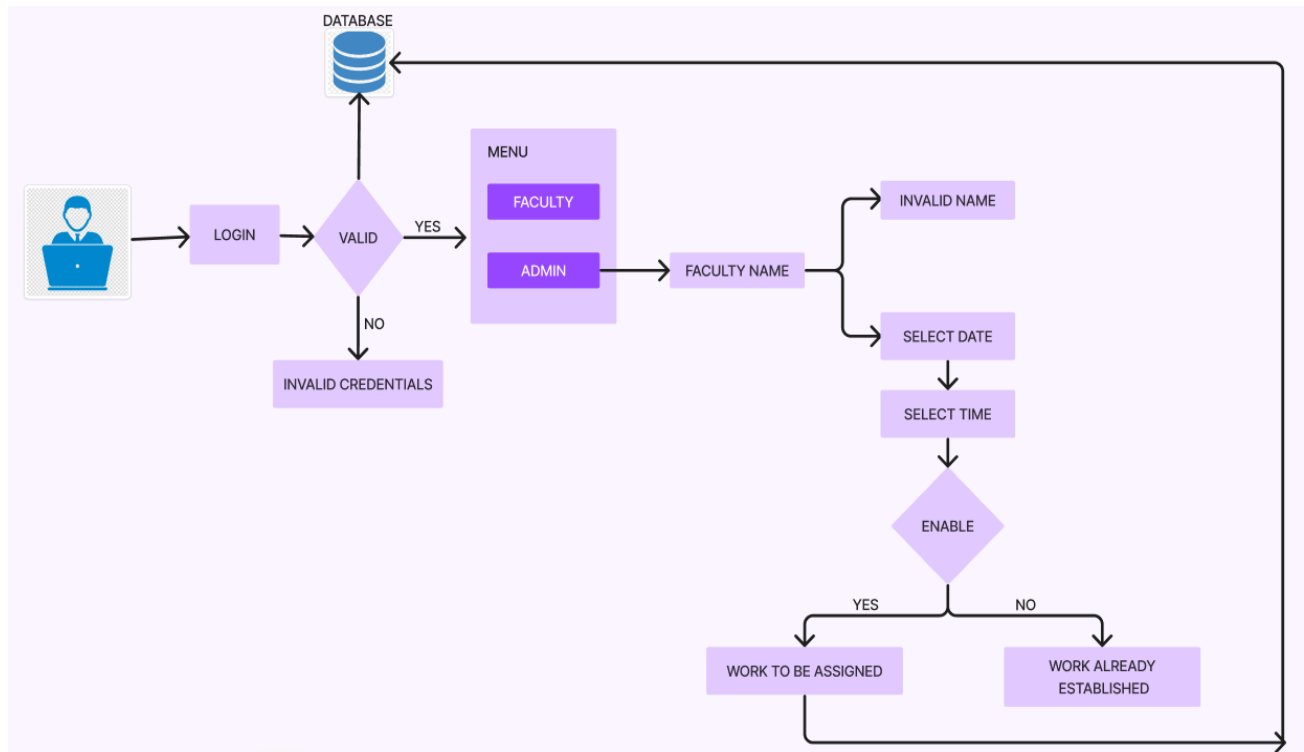 DATABASE
MENU
FACULTY
INVALID NAME
LOGIN
VALID
YES
ADMIN
FACULTY NAME
NO
SELECT DATE
INVALID CREDENTIALS
SELECT TIME
ENABLE
YES
NO
WORK TO BE ASSIGNED
WORK ALREADY
ESTABLISHED